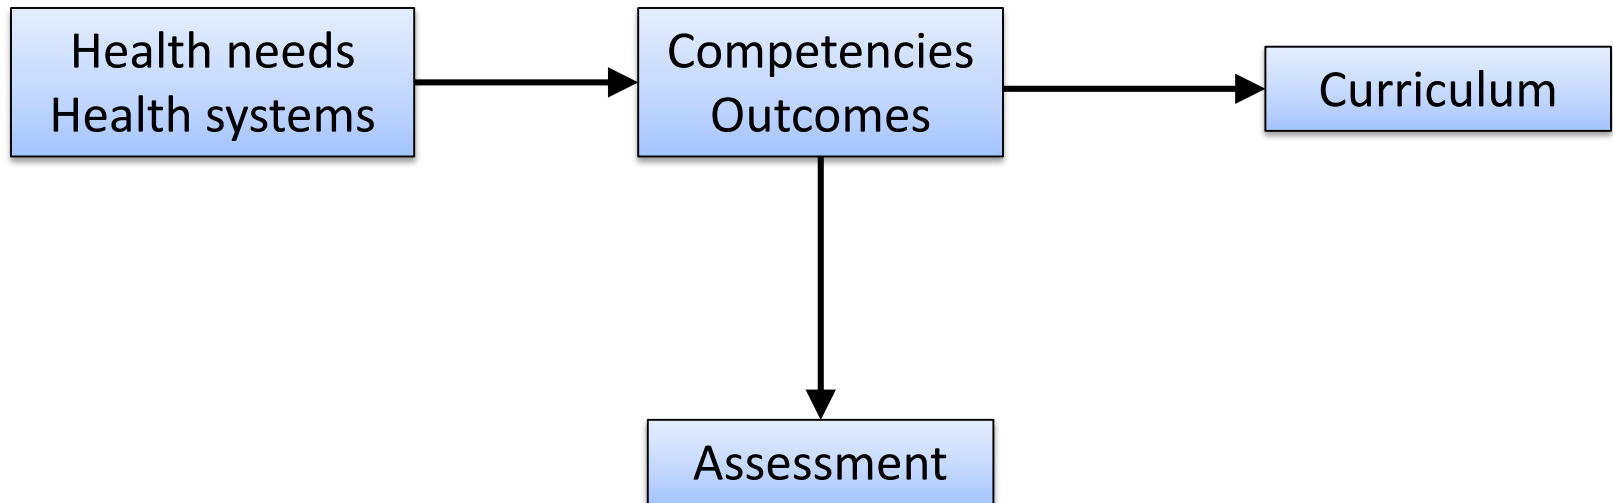 Health needs
Health systems
Competencies
Outcomes
Curriculum
Assessment